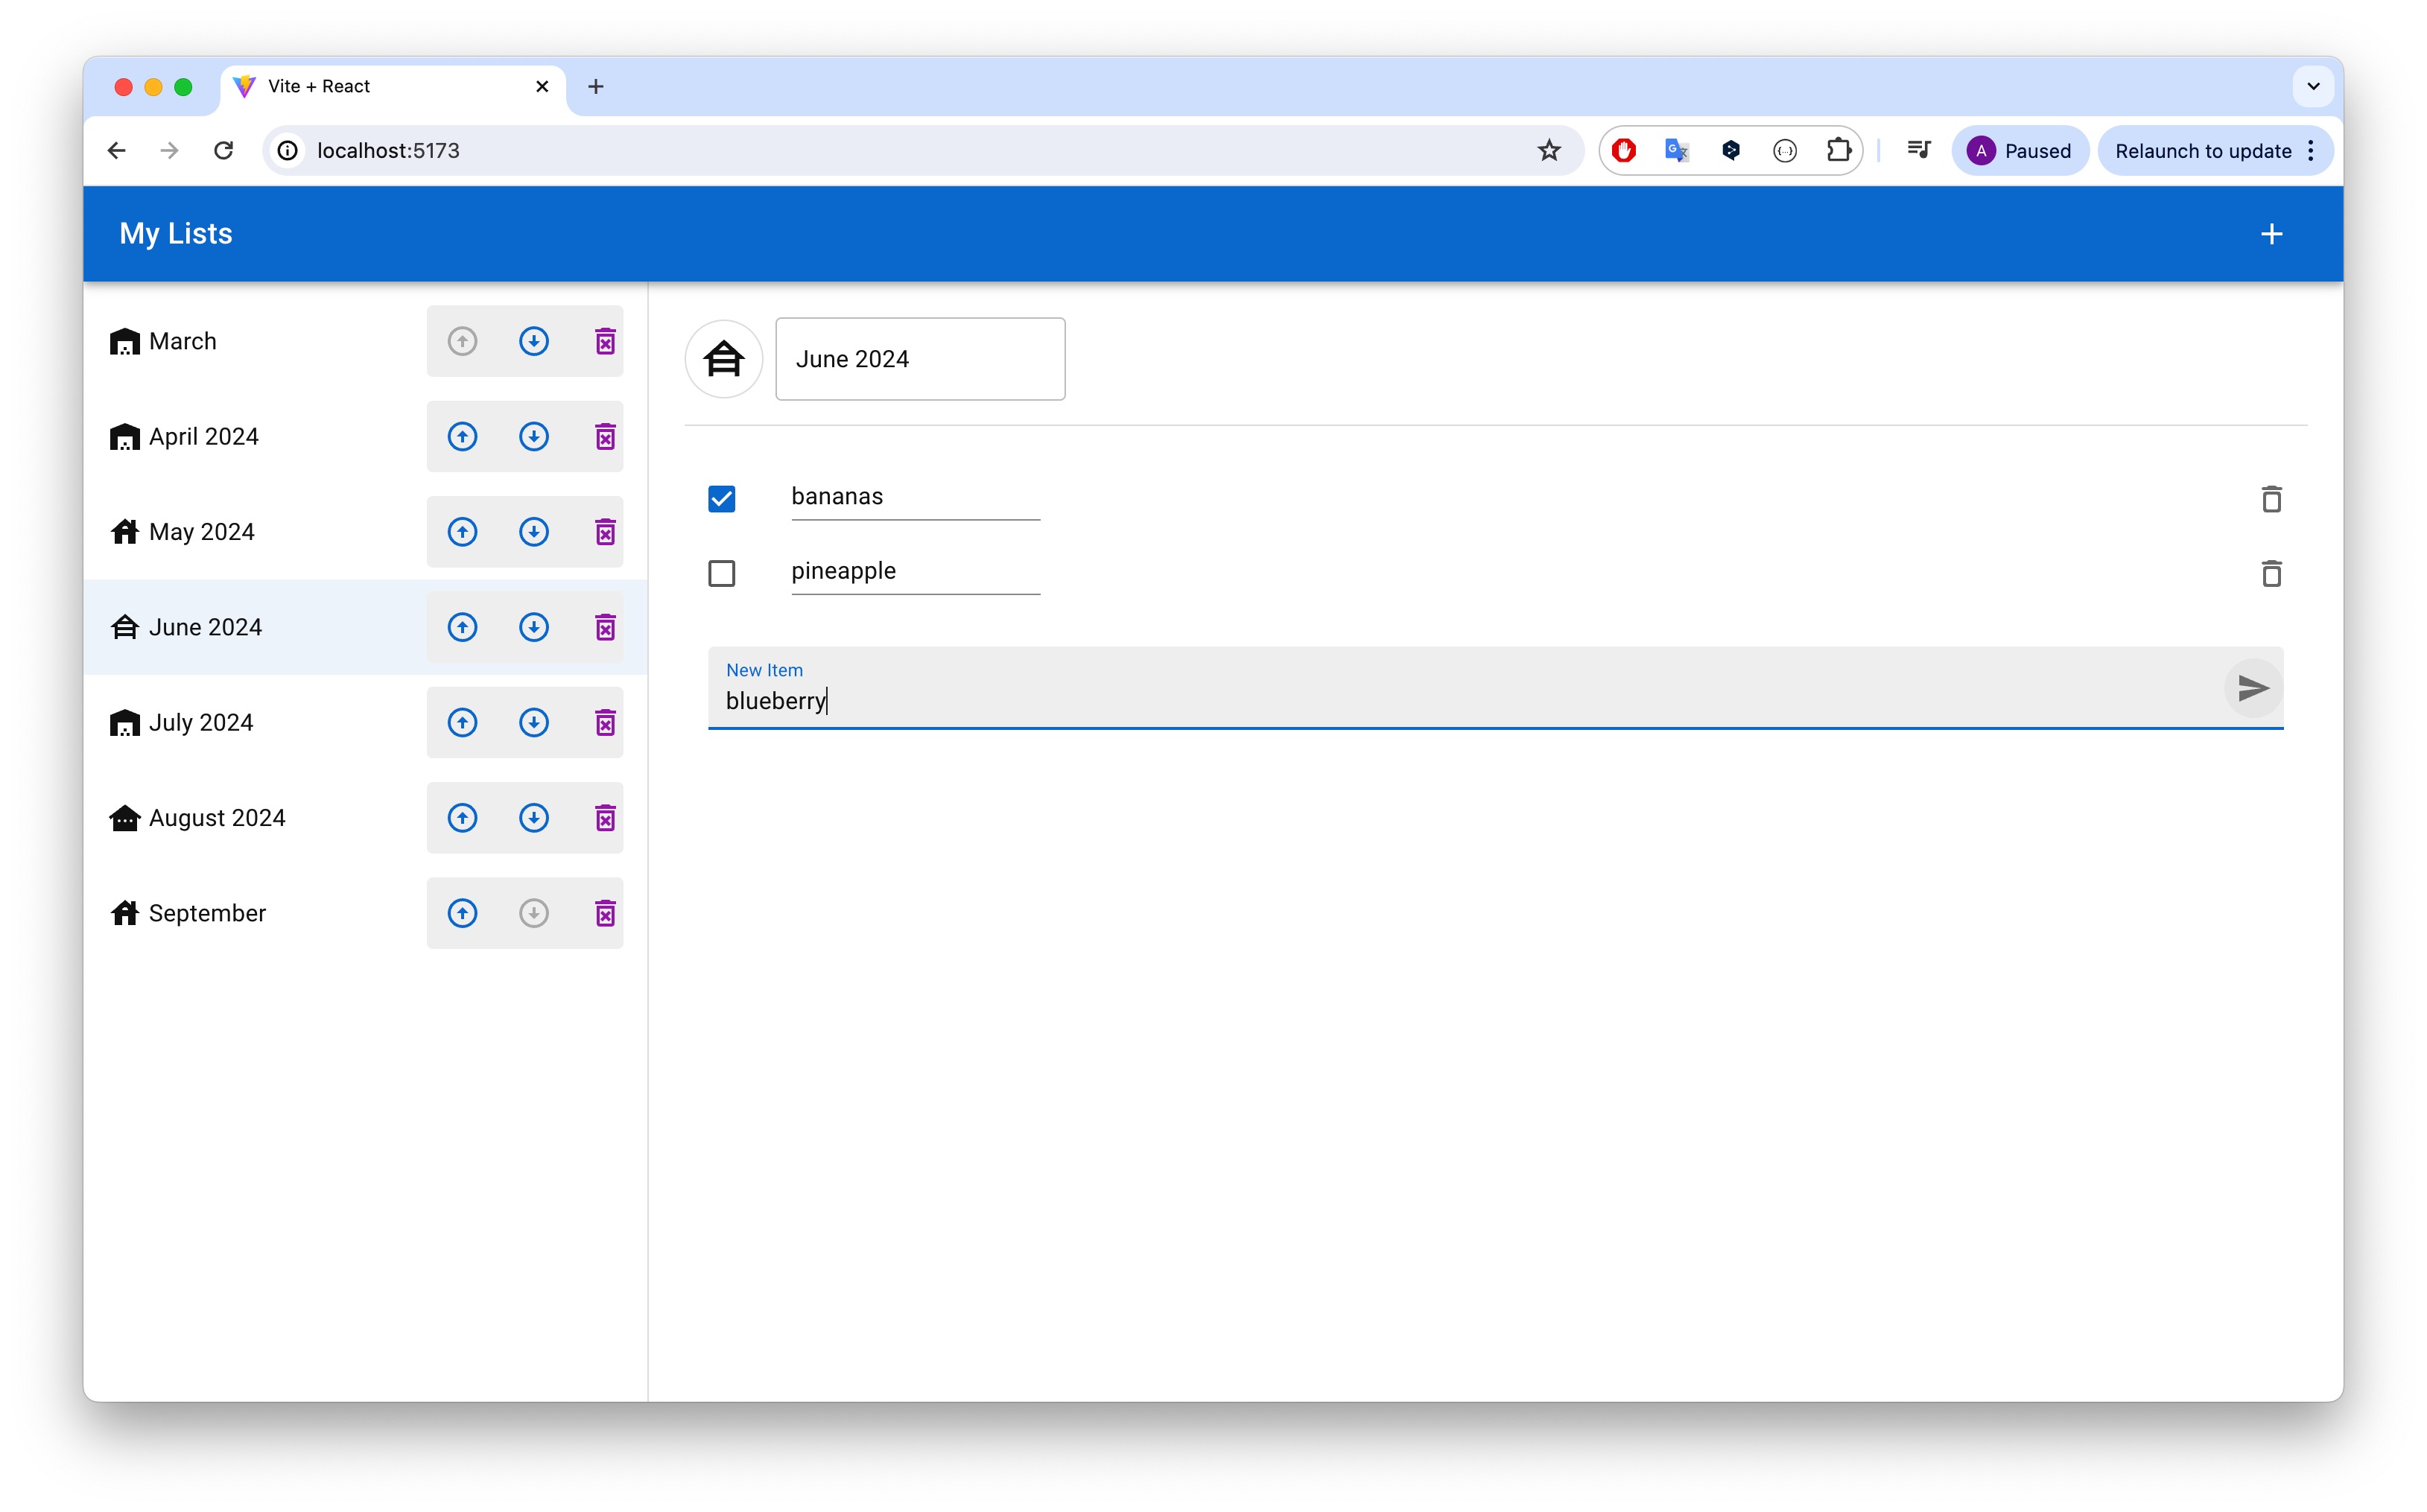 Vite + React
localhost:5173
A Paused
Relaunch to update
My Lists
March
April 2024
May 2024
June 2024
July 2024
August 2024
September
June 2024
bananas
pineapple
New Item
blueberry